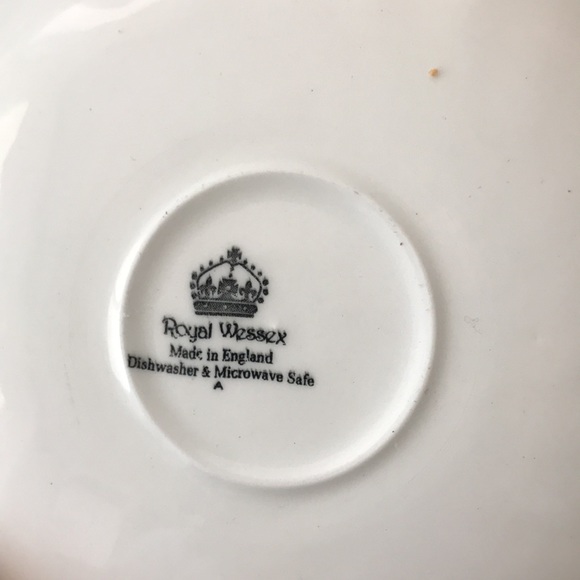 Royal Wessex
Made in England
Dishwasher & Microwave Safe
A